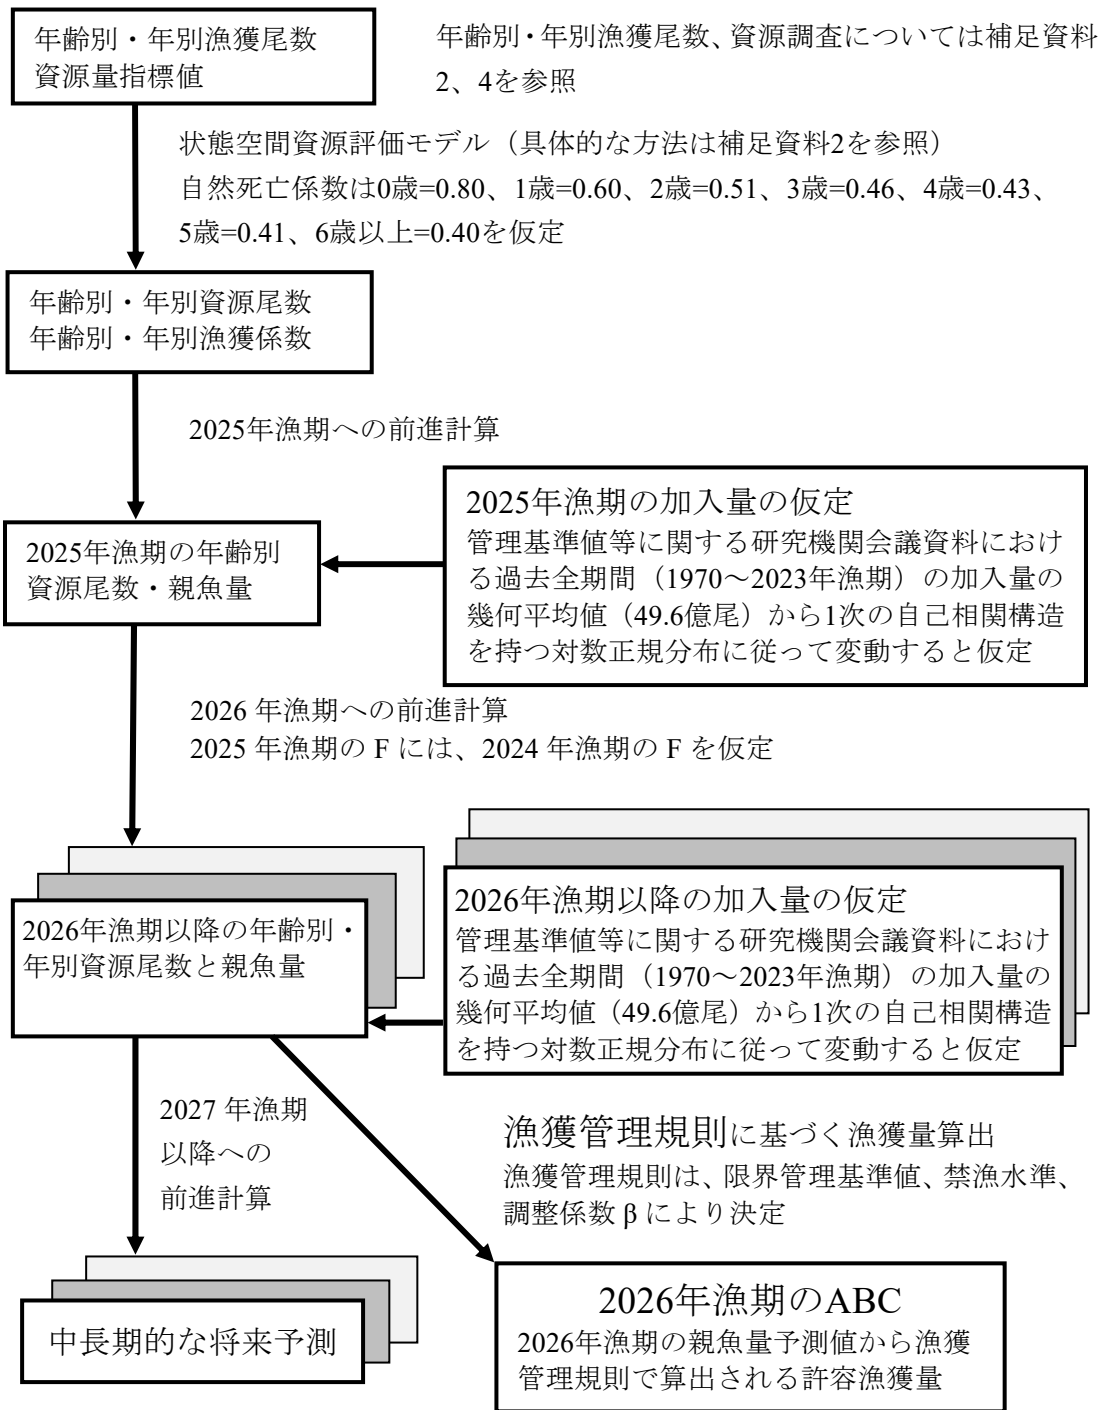 年齢別・年別漁獲尾数
資源量指標値
年齢別・年別漁獲尾数、資源調査については補足資料
2、4を参照
状態空間資源評価モデル（具体的な方法は補足資料2を参照）
自然死亡係数は0歳=0.80、1歳=0.60、2歳=0.51、3歳=0.46、4歳=0.43、
5歳=0.41、6歳以上=0.40を仮定
年齢別・年別資源尾数
年齢別・年別漁獲係数
2025年漁期への前進計算
2025年漁期の加入量の仮定
管理基準値等に関する研究機関会議資料におけ
る過去全期間（1970～2023年漁期）の加入量の
幾何平均値（49.6億尾）から1次の自己相関構造
を持つ対数正規分布に従って変動すると仮定
2025年漁期の年齢別
資源尾数・親魚量
2026 年漁期への前進計算
2025 年漁期の F には、2024 年漁期の F を仮定
2026年漁期以降の加入量の仮定
管理基準値等に関する研究機関会議資料におけ
る過去全期間（1970～2023年漁期）の加入量の
幾何平均値（49.6億尾）から1次の自己相関構造
を持つ対数正規分布に従って変動すると仮定
2026年漁期以降の年齢別・
年別資源尾数と親魚量
2027 年漁期
以降への
前進計算
漁獲管理規則に基づく漁獲量算出
漁獲管理規則は、限界管理基準値、禁漁水準、
調整係数 β により決定
中長期的な将来予測
2026年漁期のABC
2026年漁期の親魚量予測値から漁獲
管理規則で算出される許容漁獲量